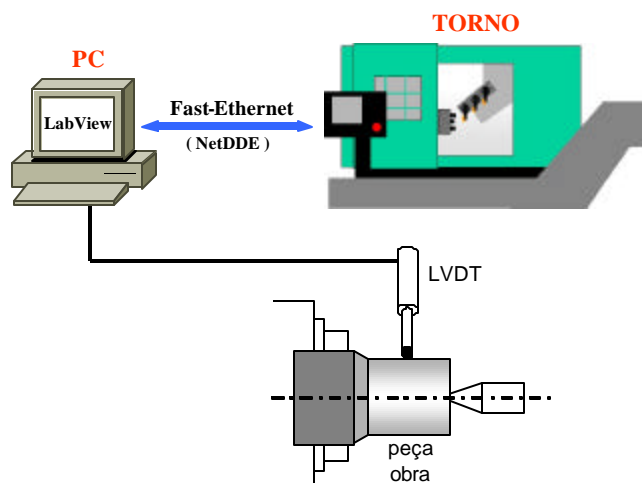 TORNO
PC
LabView
Fast-Ethernet
( NetDDE )
LVDT
peça
obra